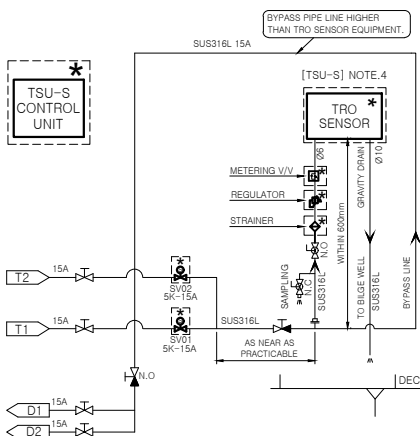 BYPASS PIPE LINE HIGHER
THAN TRO SENSOR EQUIPMENT.
SUS316L 15A
[TSU-S] NOTE.4
*
TSU-S
CONTROL
UNIT
*
TRO
SENSOR
Ø6
GRAVITY DRAIN
Ø10
METERING V/V
*
REGULATOR
*
STRAINER
*
WITHIN 600mm
N.O
SAMPLING
N.C
SUS316L
TO BILGE WELL
SUS316L
BYPASS LINE
T2
15A
*
SV02
5K-15A
T1
15A
*
SV01
5K-15A
SUS316L
AS NEAR AS
PRACTICABLE
N.O
DEC
D1
15A
D2
15A